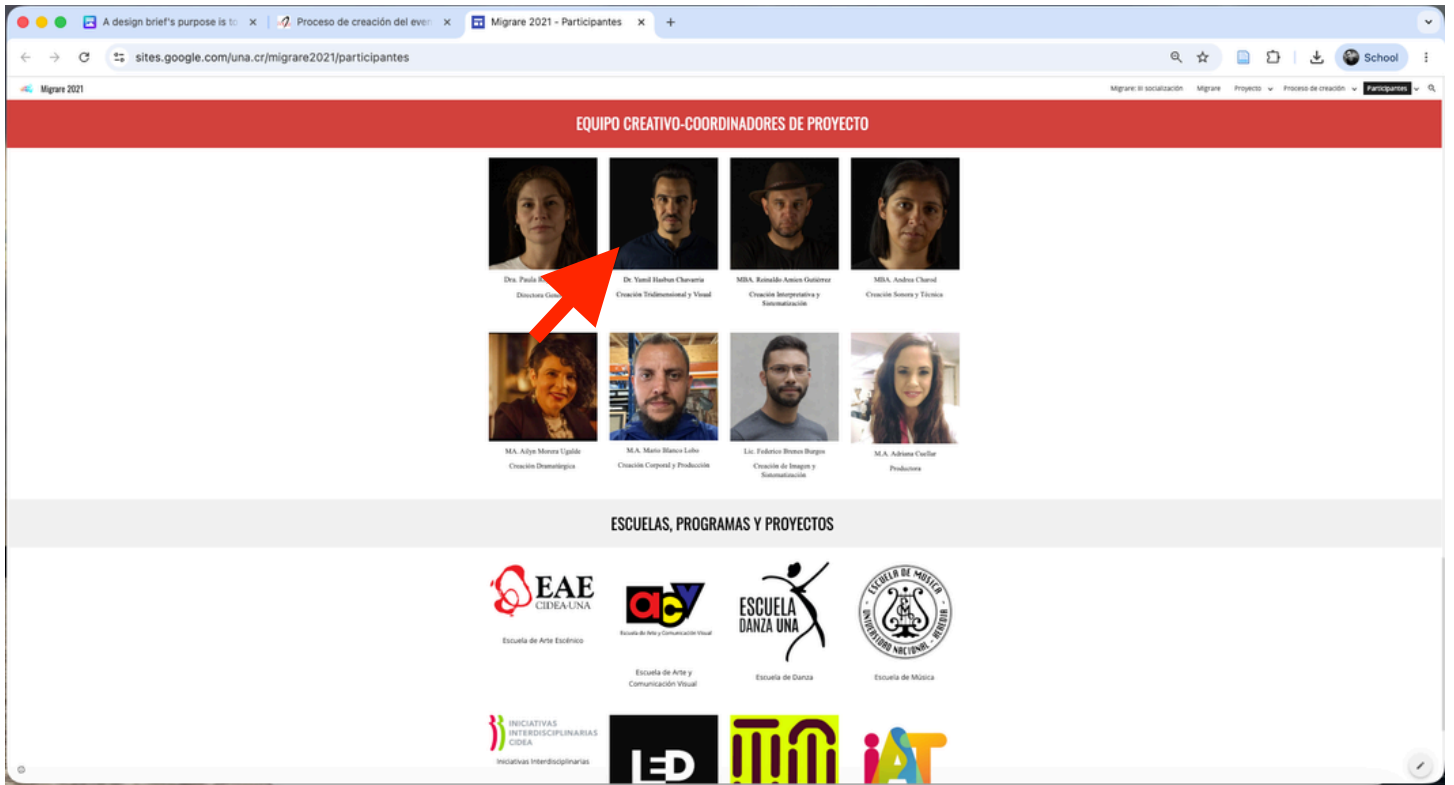 A design brief's purpose is to
Proceso de creación del even
Migrare 2021 - Participantes
sites.google.com/una.cr/migrare2021/participantes
School
Migrare 2021
Migrare: III socialización
Migrare
Proyecto
Proceso de creación
Participantes
EQUIPO CREATIVO-COORDINADORES DE PROYECTO
Dra. Paula
Dr. Yamil Hasbun Chavarría
MBA. Reinaldo Amien Gutiérrez
MBA. Andrea
Directora
Creación Tridimensional y Visual
Creación Interpretativa y
Sistematización
Creación Sonora y Técnica
MA. Ailyn Morera Ugalde
M.A. Mario Blanco Lobo
Lic. Federico Brenes Burgos
M.A. Adriana Cuellar
Creación Dramatúrgica
Creación Corporal y Producción
Creación de Imagen y
Sistematización
Productora
ESCUELAS, PROGRAMAS Y PROYECTOS
EAE
CIDEA-UNA
Escuela de Arte Escénico
acv
Escuela de Arte y Comunicación Visual
Escuela de Arte y
Comunicación Visual
ESCUELA
DANZA UNA
Escuela de Danza
ESCUELA DE MUSICA
UNIVERSIDAD NACIONAL - HEREDIA
Escuela de Música
INICIATIVAS
INTERDISCIPLINARIAS
CIDEA
Iniciativas Interdisciplinarias
LED
iAT